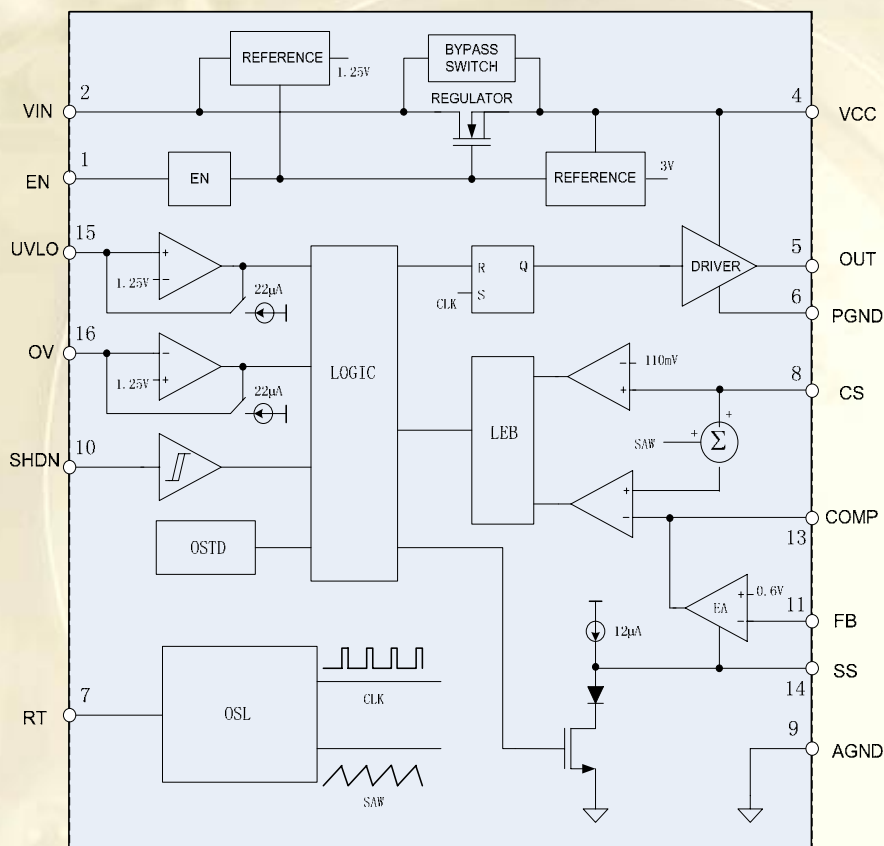 BYPASS
SWITCH
REFERENCE
1.25V
REGULATOR
2
VIN
4
VCC
1
EN
EN
REFERENCE
3V
15
UVLO
+
1.25V
−
22μA
R
Q
S
CLK
DRIVER
5
OUT
6
PGND
16
OV
−
1.25V
+
22μA
LOGIC
−
110mV
+
8
CS
LEB
+
SAW
+
Σ
10
SHDN
+
−
COMP
13
OSTD
EA
+
0.6V
−
11
FB
12μA
SS
14
7
RT
OSL
CLK
SAW
9
AGND